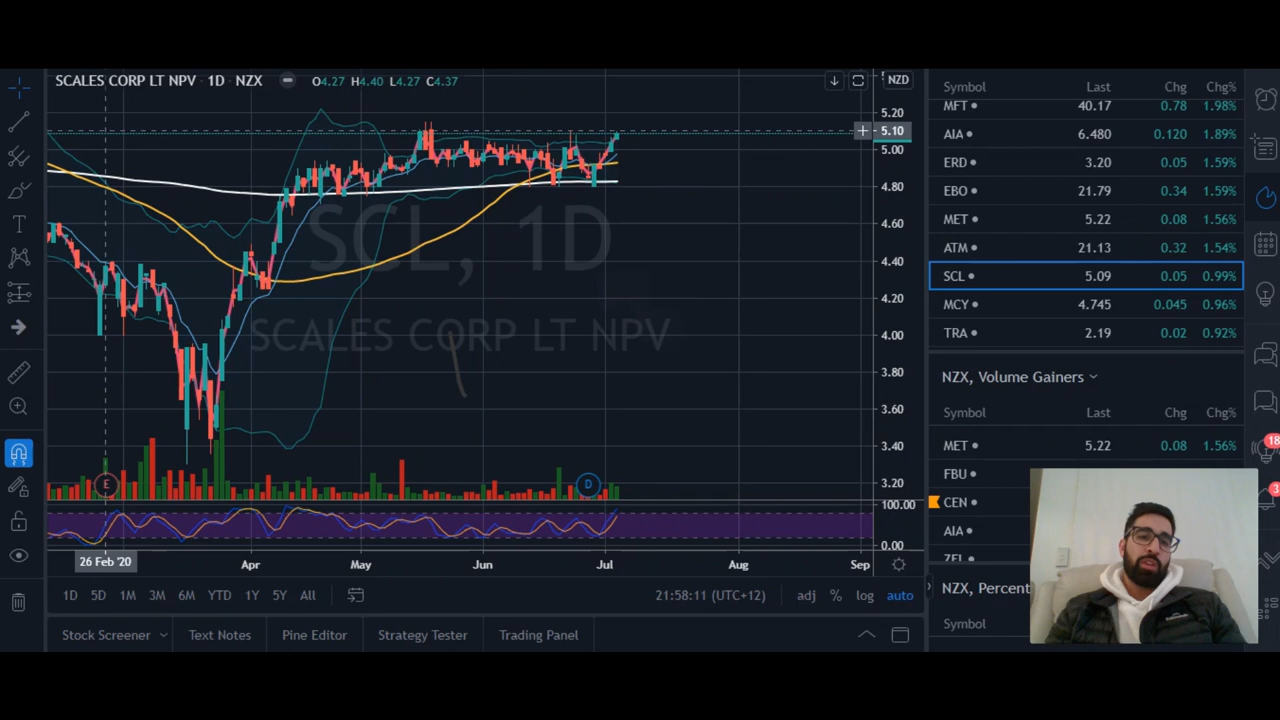 SCALES CORP LT NPV · 1D · NZX
O4.27 H4.40 L4.27 C4.37
NZD
5.20
5.10
5.00
4.80
4.60
4.40
4.20
4.00
3.80
3.60
3.40
3.20
100.00
0.00
SCL, 1D
SCALES CORP LT NPV
E
D
26 Feb '20
Apr
May
Jun
Jul
Aug
Sep
1D 5D 1M 3M 6M YTD 1Y 5Y All
21:58:11 (UTC+12)
adj % log auto
Stock Screener
Text Notes
Pine Editor
Strategy Tester
Trading Panel
Symbol Last Chg Chg%
MFT 40.17 0.78 1.98%
AIA 6.480 0.120 1.89%
ERD 3.20 0.05 1.59%
EBO 21.79 0.34 1.59%
MET 5.22 0.08 1.56%
ATM 21.13 0.32 1.54%
SCL 5.09 0.05 0.99%
MCY 4.745 0.045 0.96%
TRA 2.19 0.02 0.92%
NZX, Volume Gainers
Symbol Last Chg Chg%
MET 5.22 0.08 1.56%
FBU
CEN
AIA
ZEL
NZX, Percent
Symbol
18
3